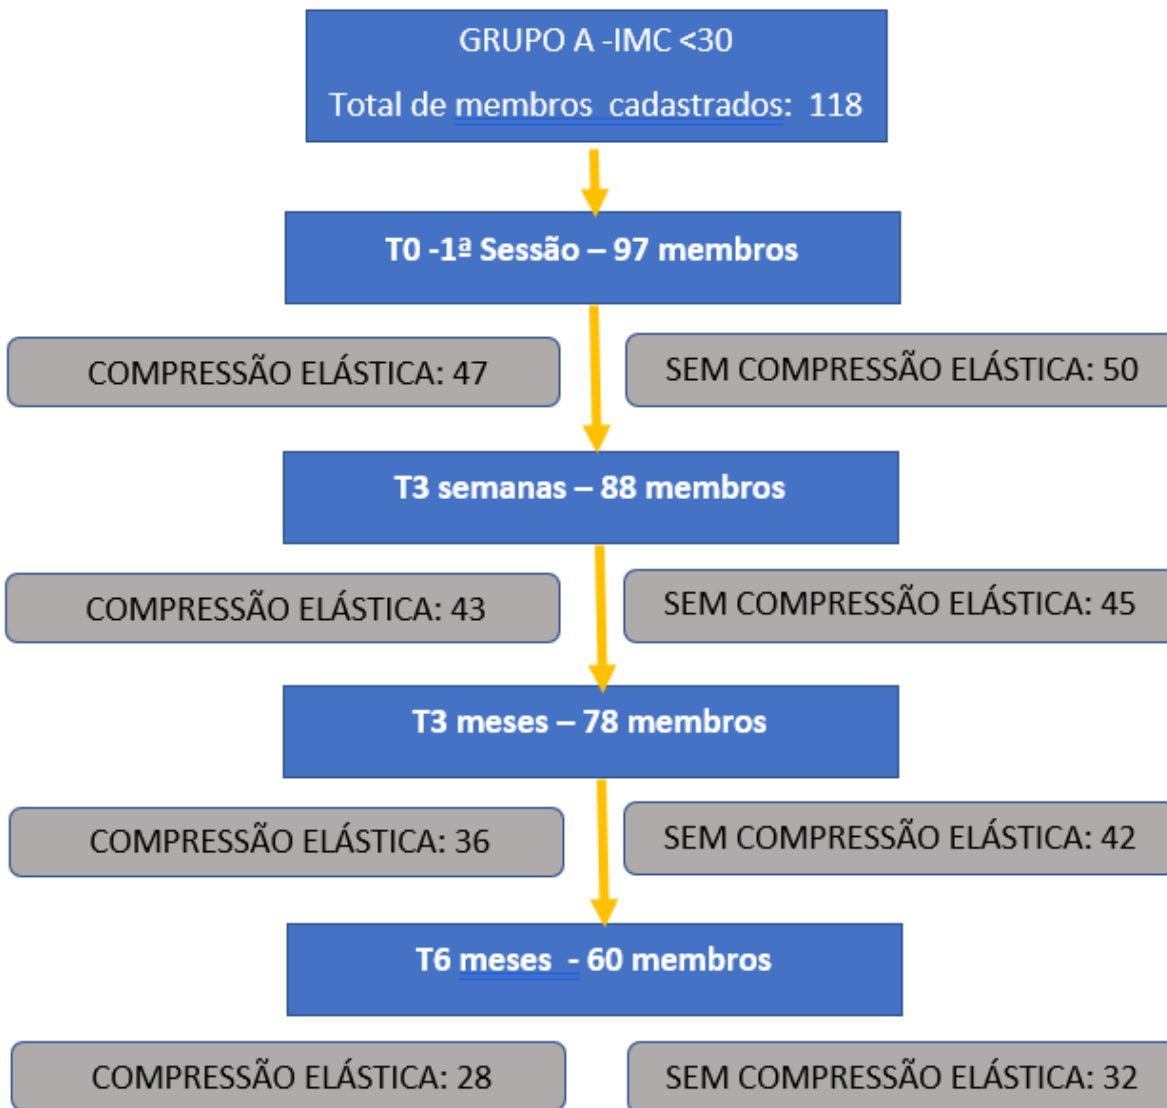 GRUPO A -IMC <30
Total de membros cadastrados: 118
T0 -1ª Sessão – 97 membros
COMPRESSÃO ELÁSTICA: 47
SEM COMPRESSÃO ELÁSTICA: 50
T3 semanas – 88 membros
COMPRESSÃO ELÁSTICA: 43
SEM COMPRESSÃO ELÁSTICA: 45
T3 meses – 78 membros
COMPRESSÃO ELÁSTICA: 36
SEM COMPRESSÃO ELÁSTICA: 42
T6 meses - 60 membros
COMPRESSÃO ELÁSTICA: 28
SEM COMPRESSÃO ELÁSTICA: 32